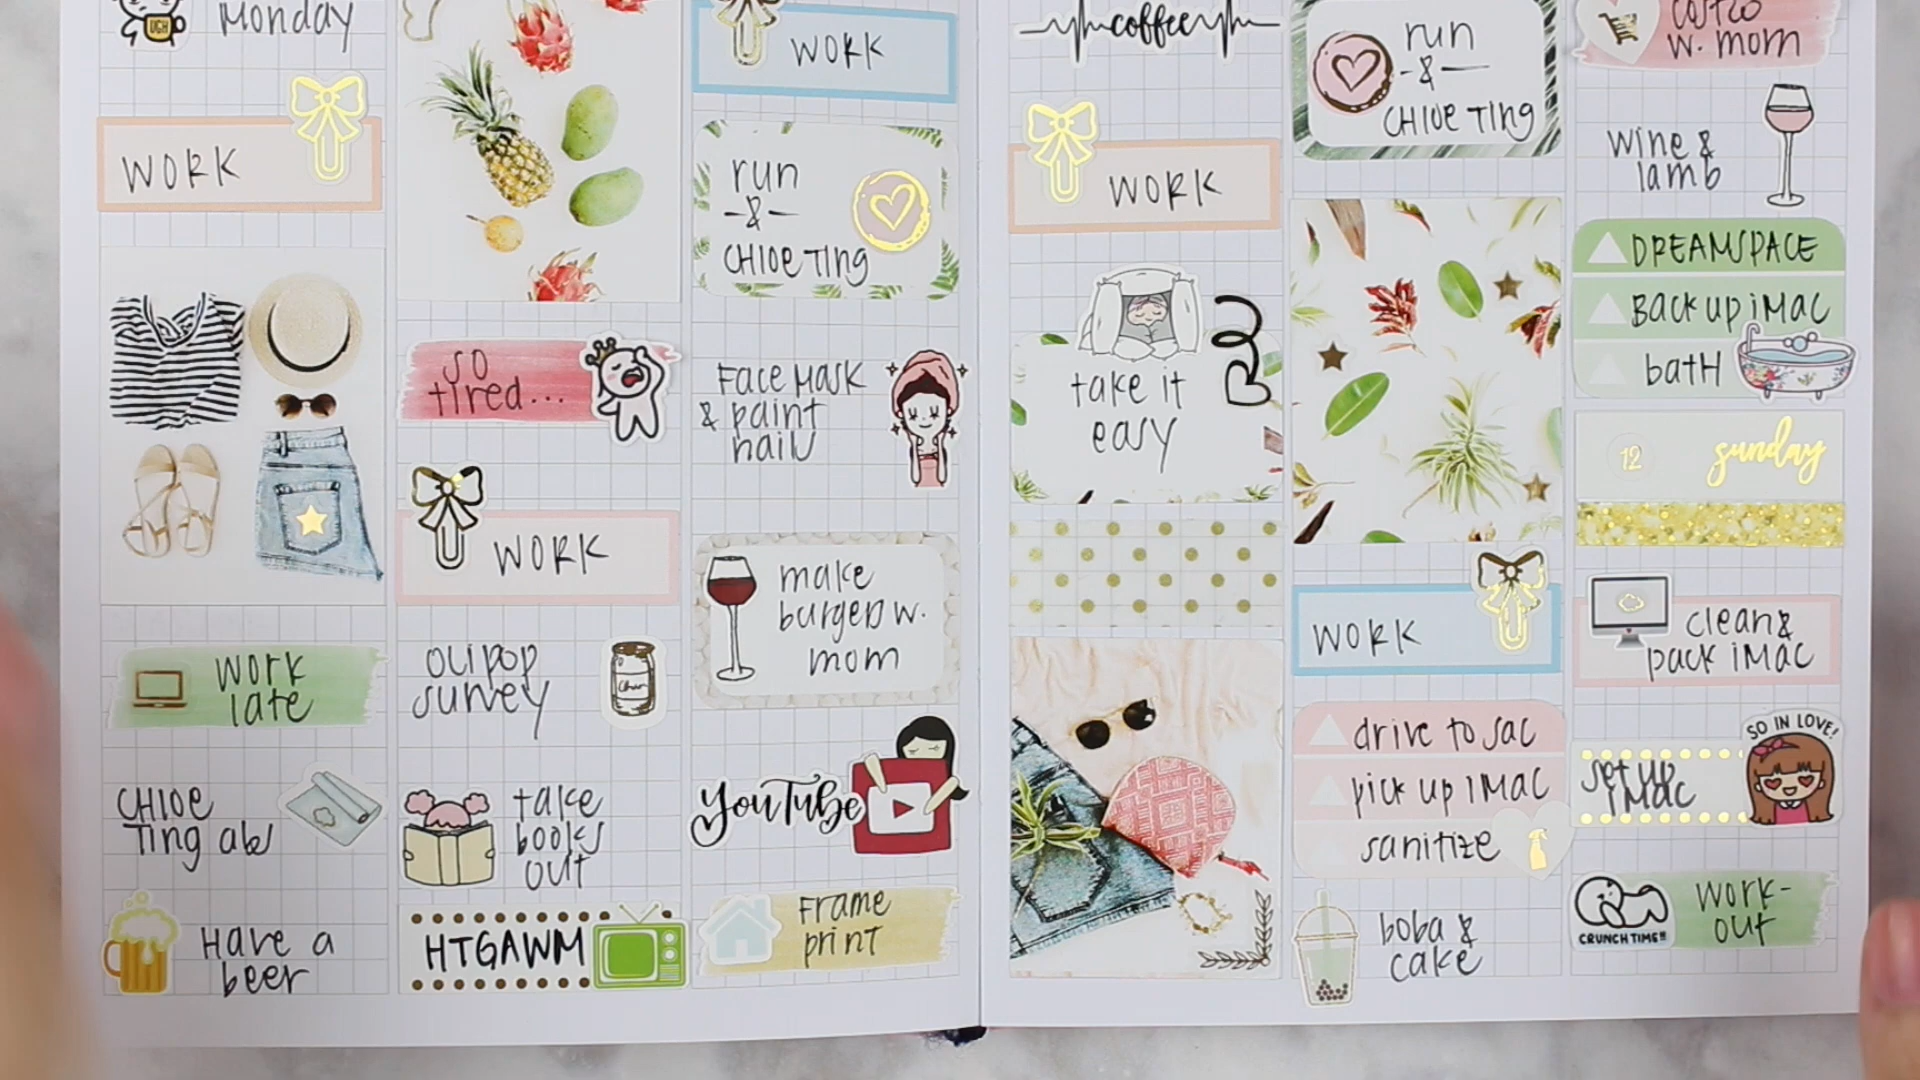 UGH
Monday
WORK
WORK
late
CHLOE
Ting abs
Have a
beer
so
tired...
WORK
OLIPOP
survey
take
books
out
HTGAWM
WORK
run
-&-
CHLOE TING
Face Mask
& paint
nails
make
burgers w.
mom
YouTube
Frame
print
coffee
WORK
take it
easy
run
-&-
CHLOE TING
WORK
drive to sac
pick up iMac
sanitize
boba &
cake
costco
w. mom
wine &
lamb
DREAMSPACE
Back up iMac
bath
12
sunday
clean &
pack iMac
SO IN LOVE!
set up
iMac
CRUNCH TIME!!
WORK-
OUT